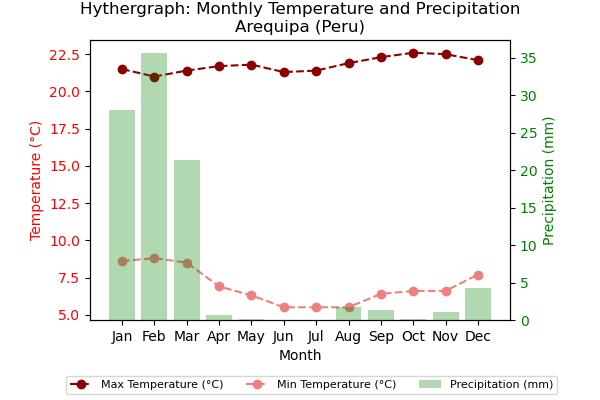 Hythergraph: Monthly Temperature and Precipitation
Arequipa (Peru)
22.5
20.0
17.5
15.0
12.5
10.0
7.5
5.0
Temperature (°C)
35
30
25
20
15
10
5
0
Precipitation (mm)
Jan Feb Mar Apr May Jun Jul Aug Sep Oct Nov Dec
Month
Max Temperature (°C) Min Temperature (°C) Precipitation (mm)